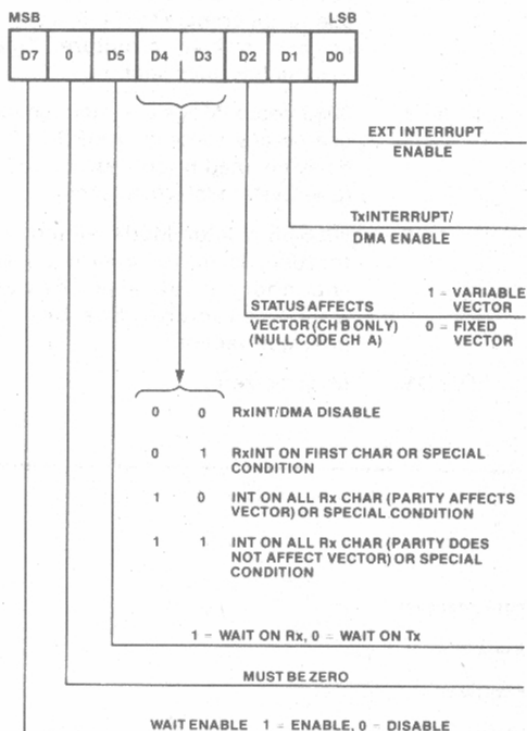 MSB LSB
D7 0 D5 D4 D3 D2 D1 D0
EXT INTERRUPT
ENABLE
TxINTERRUPT/
DMA ENABLE
STATUS AFFECTS
VECTOR (CH B ONLY)
(NULL CODE CH A)
1 = VARIABLE
VECTOR
0 = FIXED
VECTOR
0 0 RxINT/DMA DISABLE
0 1 RxINT ON FIRST CHAR OR SPECIAL
CONDITION
1 0 INT ON ALL Rx CHAR (PARITY AFFECTS
VECTOR) OR SPECIAL CONDITION
1 1 INT ON ALL Rx CHAR (PARITY DOES
NOT AFFECT VECTOR) OR SPECIAL
CONDITION
1 = WAIT ON Rx, 0 = WAIT ON Tx
MUST BE ZERO
WAIT ENABLE 1 = ENABLE, 0 = DISABLE